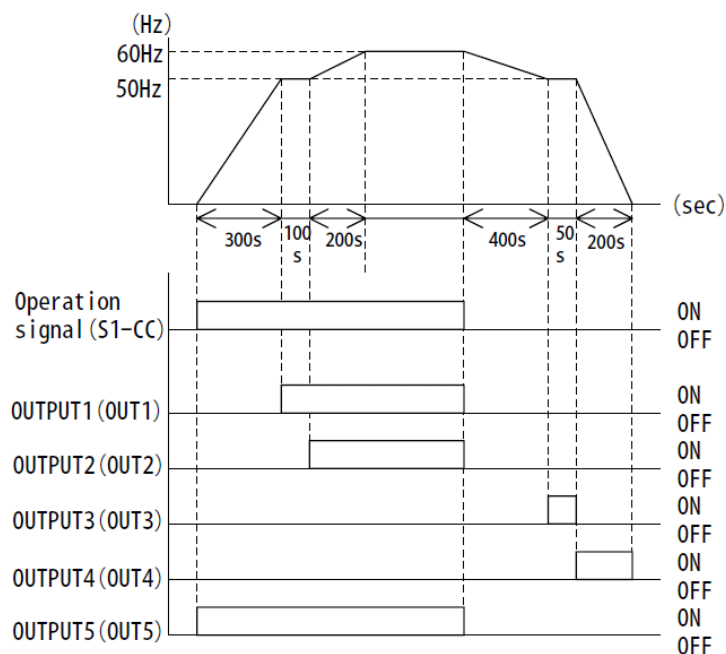 (Hz)
60Hz
50Hz
(sec)
300s
100
s
200s
400s
50
s
200s
Operation
signal(S1-CC)
ON
OFF
OUTPUT1(OUT1)
ON
OFF
OUTPUT2(OUT2)
ON
OFF
OUTPUT3(OUT3)
ON
OFF
OUTPUT4(OUT4)
ON
OFF
OUTPUT5(OUT5)
ON
OFF